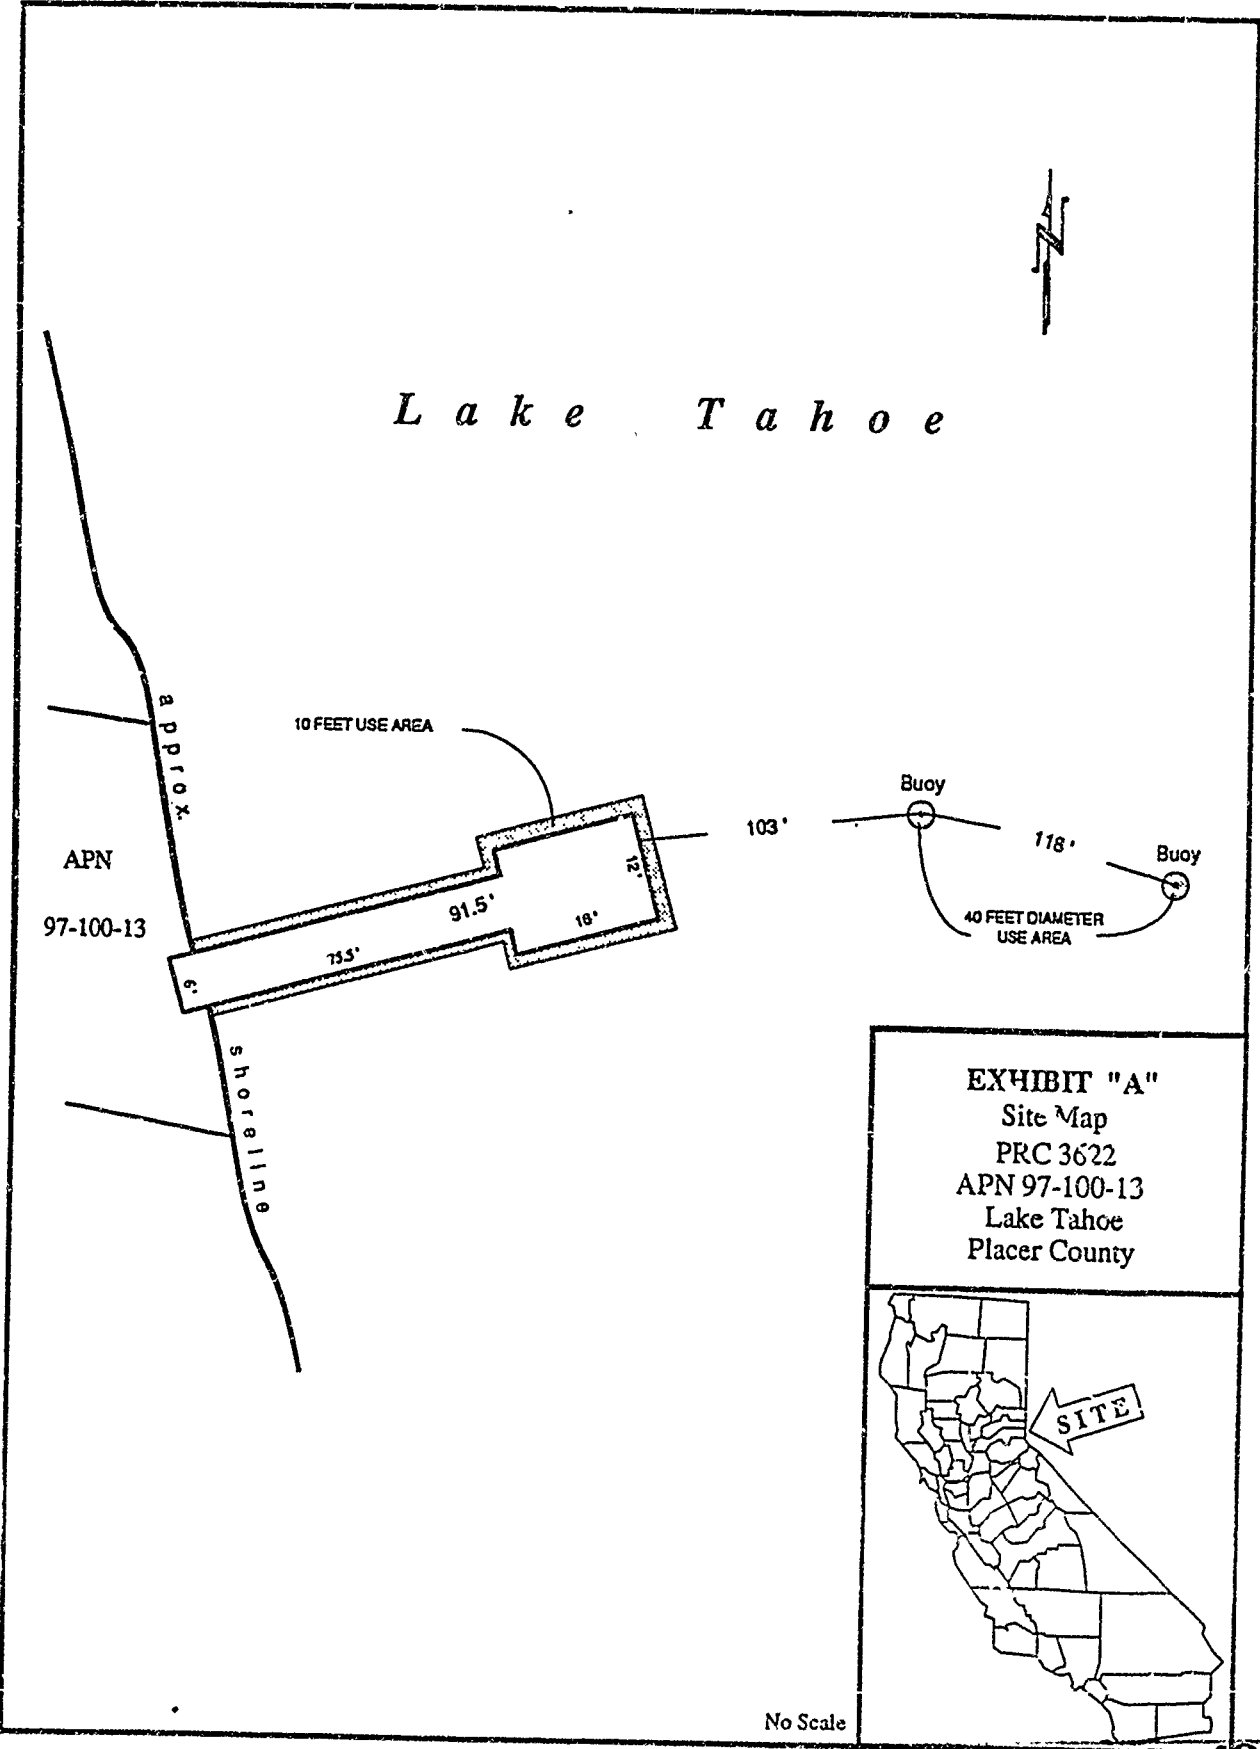 N
Lake Tahoe
approx.
10 FEET USE AREA
Buoy
103'
118'
Buoy
APN
97-100-13
12'
91.5'
16'
75.5'
6'
40 FEET DIAMETER
USE AREA
shoreline
EXHIBIT "A"
Site Map
PRC 3622
APN 97-100-13
Lake Tahoe
Placer County
SITE
No Scale